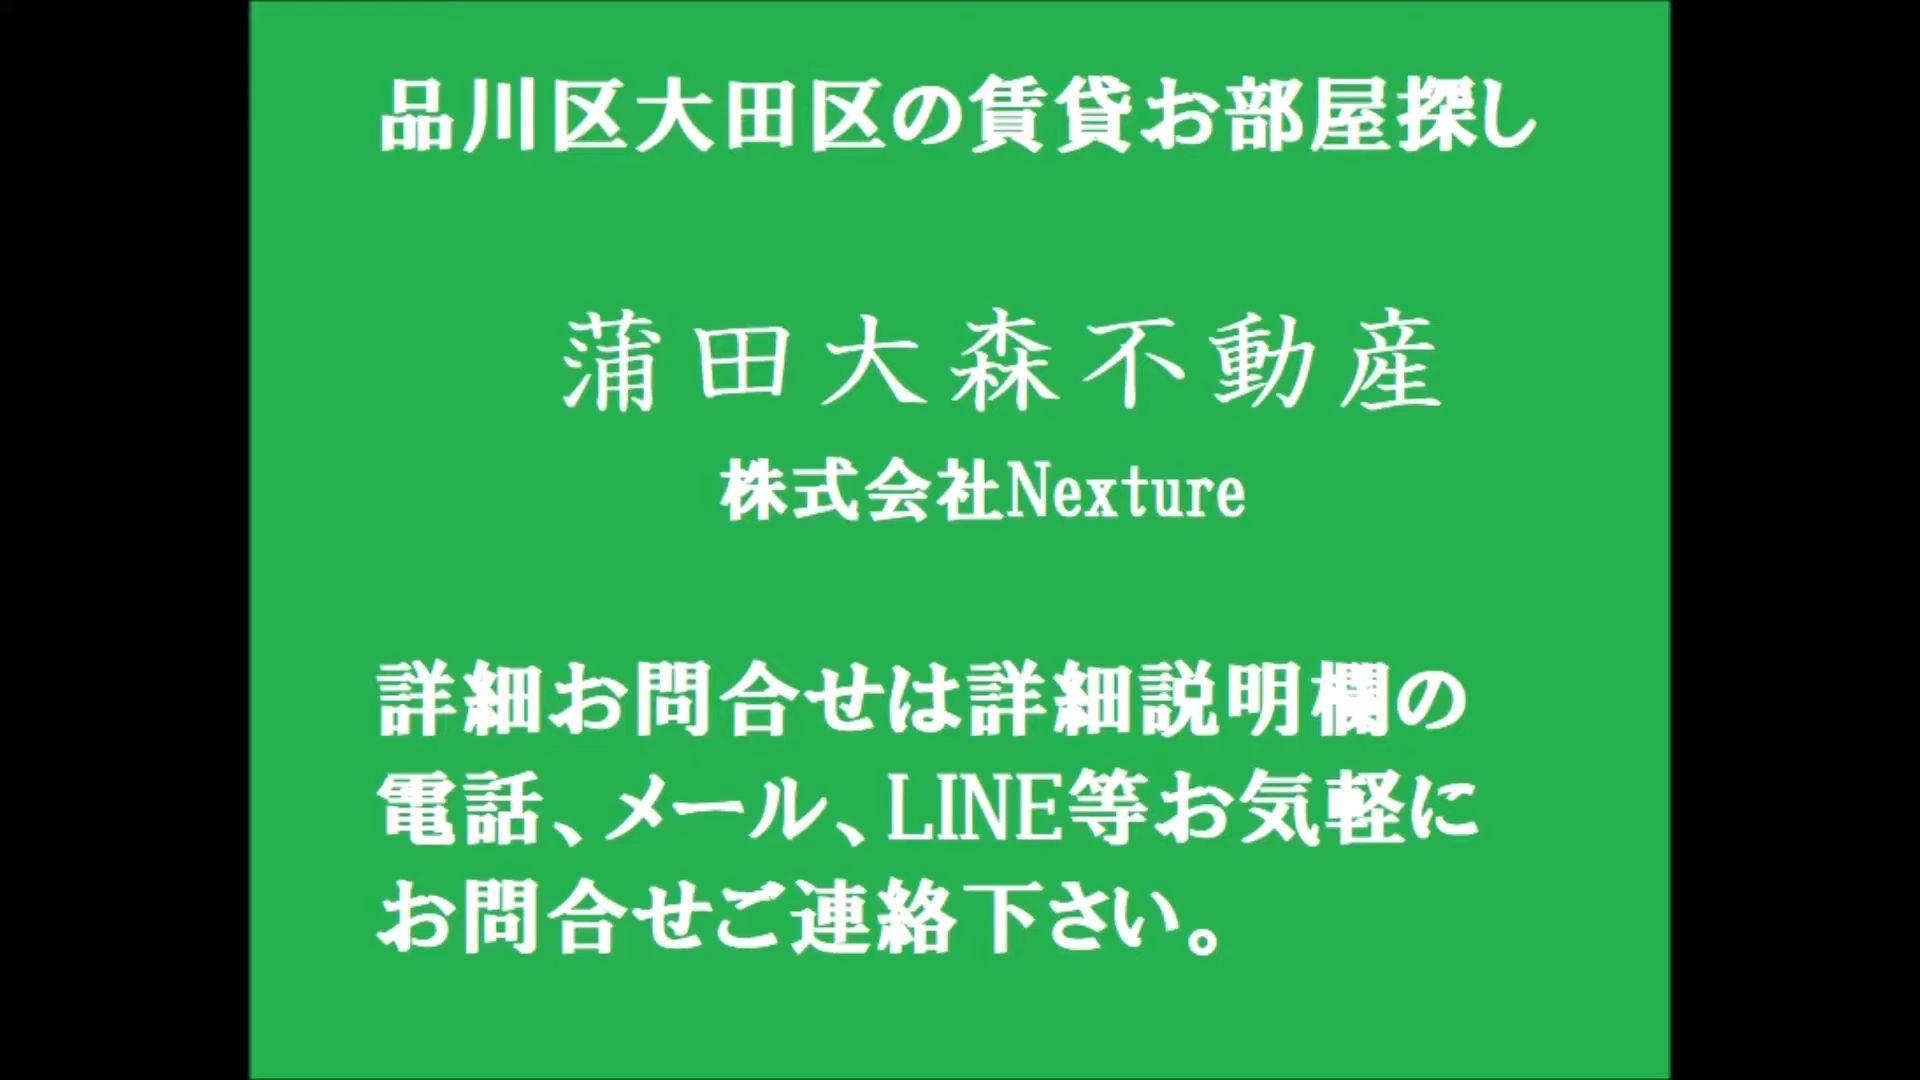 品川区大田区の賃貸お部屋探し
蒲田大森不動産
株式会社Nexture
詳細お問合せは詳細説明欄の
電話、メール、LINE等お気軽に
お問合せご連絡下さい。